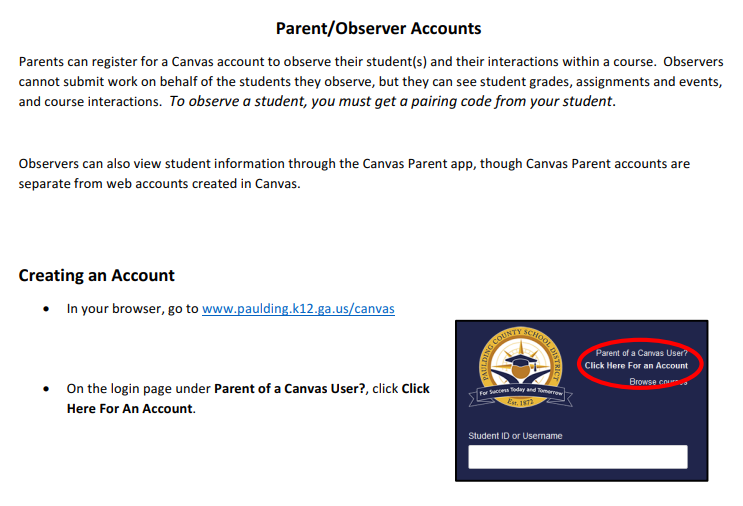 Parent/Observer Accounts
Parents can register for a Canvas account to observe their student(s) and their interactions within a course. Observers
cannot submit work on behalf of the students they observe, but they can see student grades, assignments and events,
and course interactions. To observe a student, you must get a pairing code from your student.
Observers can also view student information through the Canvas Parent app, though Canvas Parent accounts are
separate from web accounts created in Canvas.
Creating an Account
• In your browser, go to www.paulding.k12.ga.us/canvas
• On the login page under Parent of a Canvas User?, click Click
Here For An Account.
PAULDING COUNTY SCHOOL DISTRICT
For Success Today and Tomorrow
Est. 1872
Parent of a Canvas User?
Click Here For an Account
Browse courses
Student ID or Username